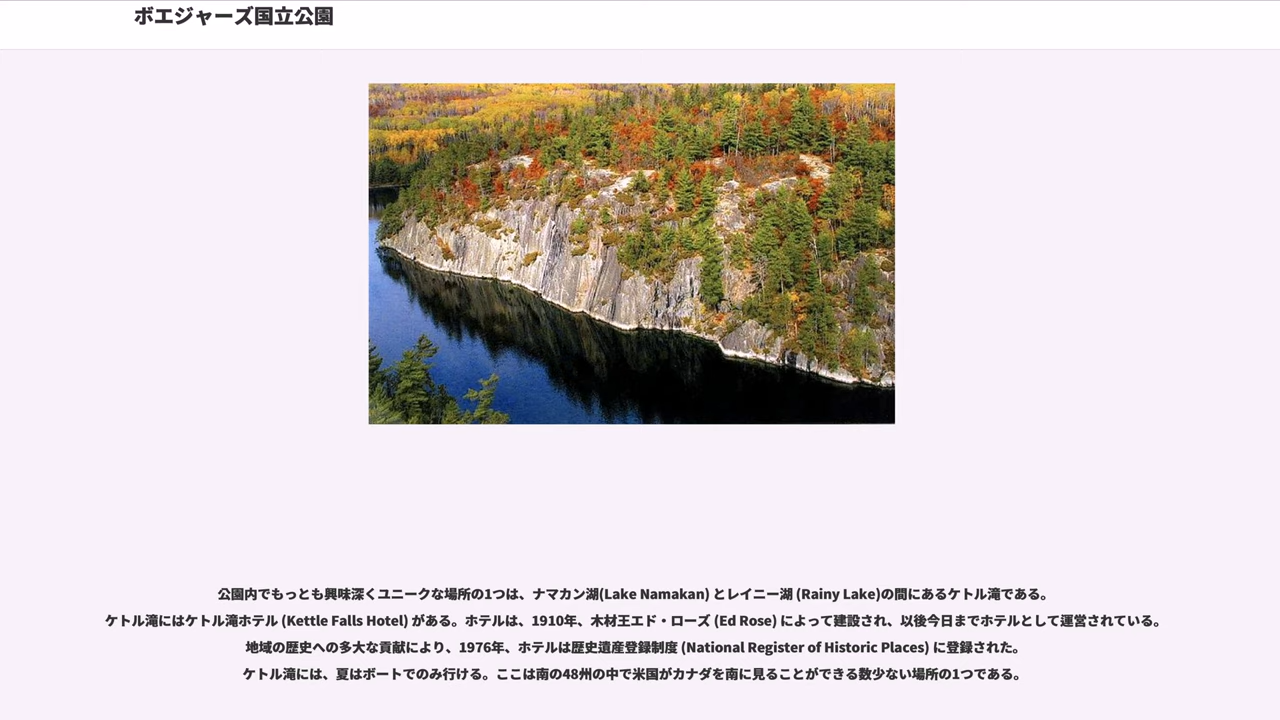 ボエジャーズ国立公園
公園内でもっとも興味深くユニークな場所の1つは、ナマカン湖(Lake Namakan) とレイニー湖 (Rainy Lake)の間にあるケトル滝である。
ケトル滝にはケトル滝ホテル (Kettle Falls Hotel) がある。ホテルは、1910年、木材王エド・ローズ (Ed Rose) によって建設され、以後今日までホテルとして運営されている。
地域の歴史への多大な貢献により、1976年、ホテルは歴史遺産登録制度 (National Register of Historic Places) に登録された。
ケトル滝には、夏はボートでのみ行ける。ここは南の48州の中で米国がカナダを南に見ることができる数少ない場所の1つである。